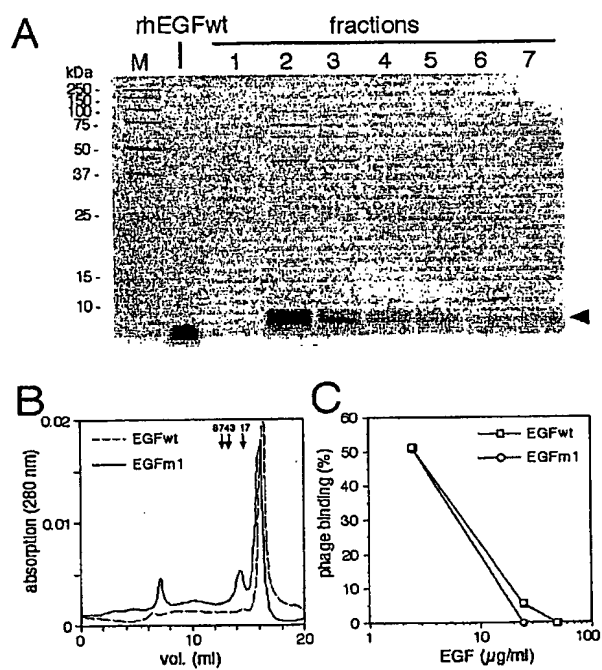 A
rhEGFwt fractions
kDa M 1 2 3 4 5 6 7
250 -
150 -
100 -
75 -
50 -
37 -
25 -
15 -
10 -
B
0.02
0.01
0
absorption (280 nm)
EGFwt
EGFm1
6743 17
0 10 20
vol. (ml)
C
60
50
40
30
20
10
0
phage binding (%)
EGFwt
EGFm1
1 10 100
EGF (µg/ml)